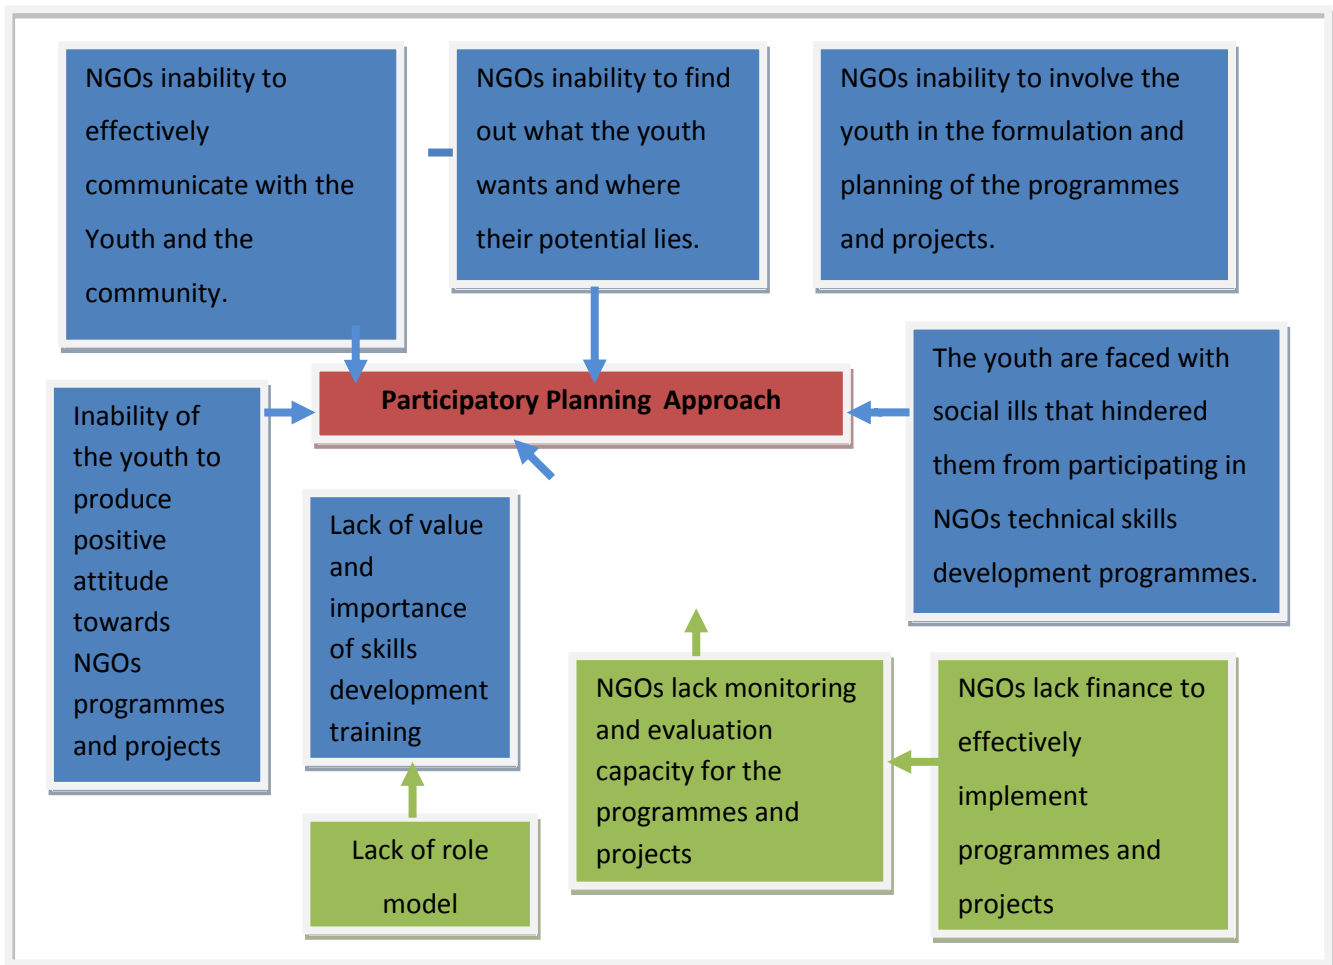 NGOs inability to
effectively
communicate with the
Youth and the
community.
NGOs inability to find
out what the youth
wants and where
their potential lies.
NGOs inability to involve the
youth in the formulation and
planning of the programmes
and projects.
Participatory Planning Approach
The youth are faced with
social ills that hindered
them from participating in
NGOs technical skills
development programmes.
Inability of
the youth to
produce
positive
attitude
towards
NGOs
programmes
and projects
Lack of value
and
importance
of skills
development
training
NGOs lack monitoring
and evaluation
capacity for the
programmes and
projects
NGOs lack finance to
effectively
implement
programmes and
projects
Lack of role
model